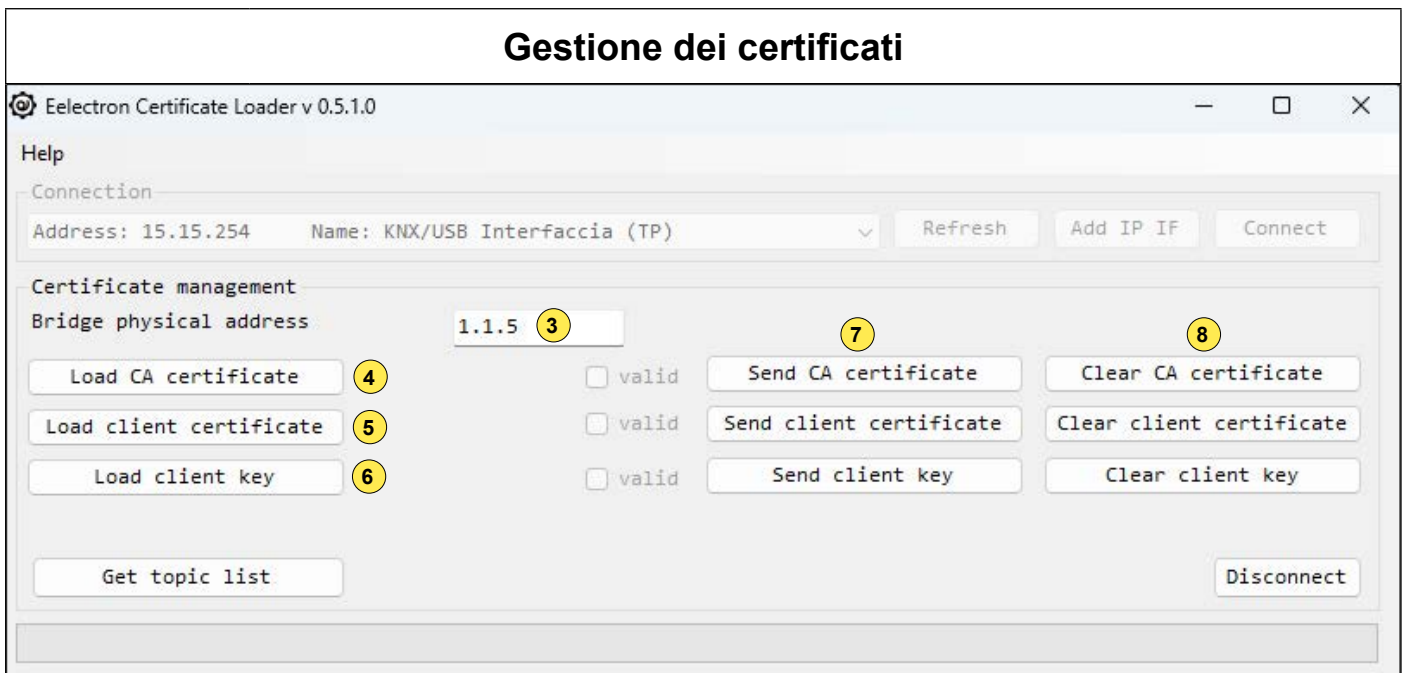 Gestione dei certificati
Eelectron Certificate Loader v 0.5.1.0
Help
Connection
Address: 15.15.254 Name: KNX/USB Interfaccia (TP) Refresh Add IP IF Connect
Certificate management
Bridge physical address 1.1.5 3
7 8
Load CA certificate 4 valid Send CA certificate Clear CA certificate
Load client certificate 5 valid Send client certificate Clear client certificate
Load client key 6 valid Send client key Clear client key
Get topic list Disconnect